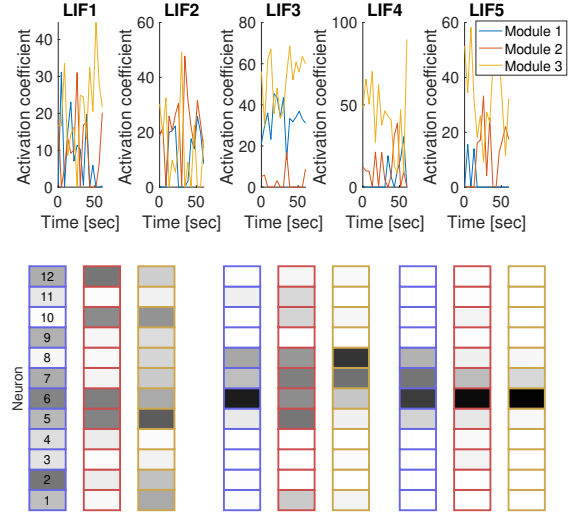 LIF1 LIF2 LIF3 LIF4 LIF5
Module 1
Module 2
Module 3
Activation coefficient
40
30
20
10
0
0 50
Time [sec]
Activation coefficient
60
40
20
0
0 50
Time [sec]
Activation coefficient
80
60
40
20
0
0 50
Time [sec]
Activation coefficient
100
50
0
0 50
Time [sec]
Activation coefficient
60
40
20
0
0 50
Time [sec]
Neuron
12
11
10
9
8
7
6
5
4
3
2
1